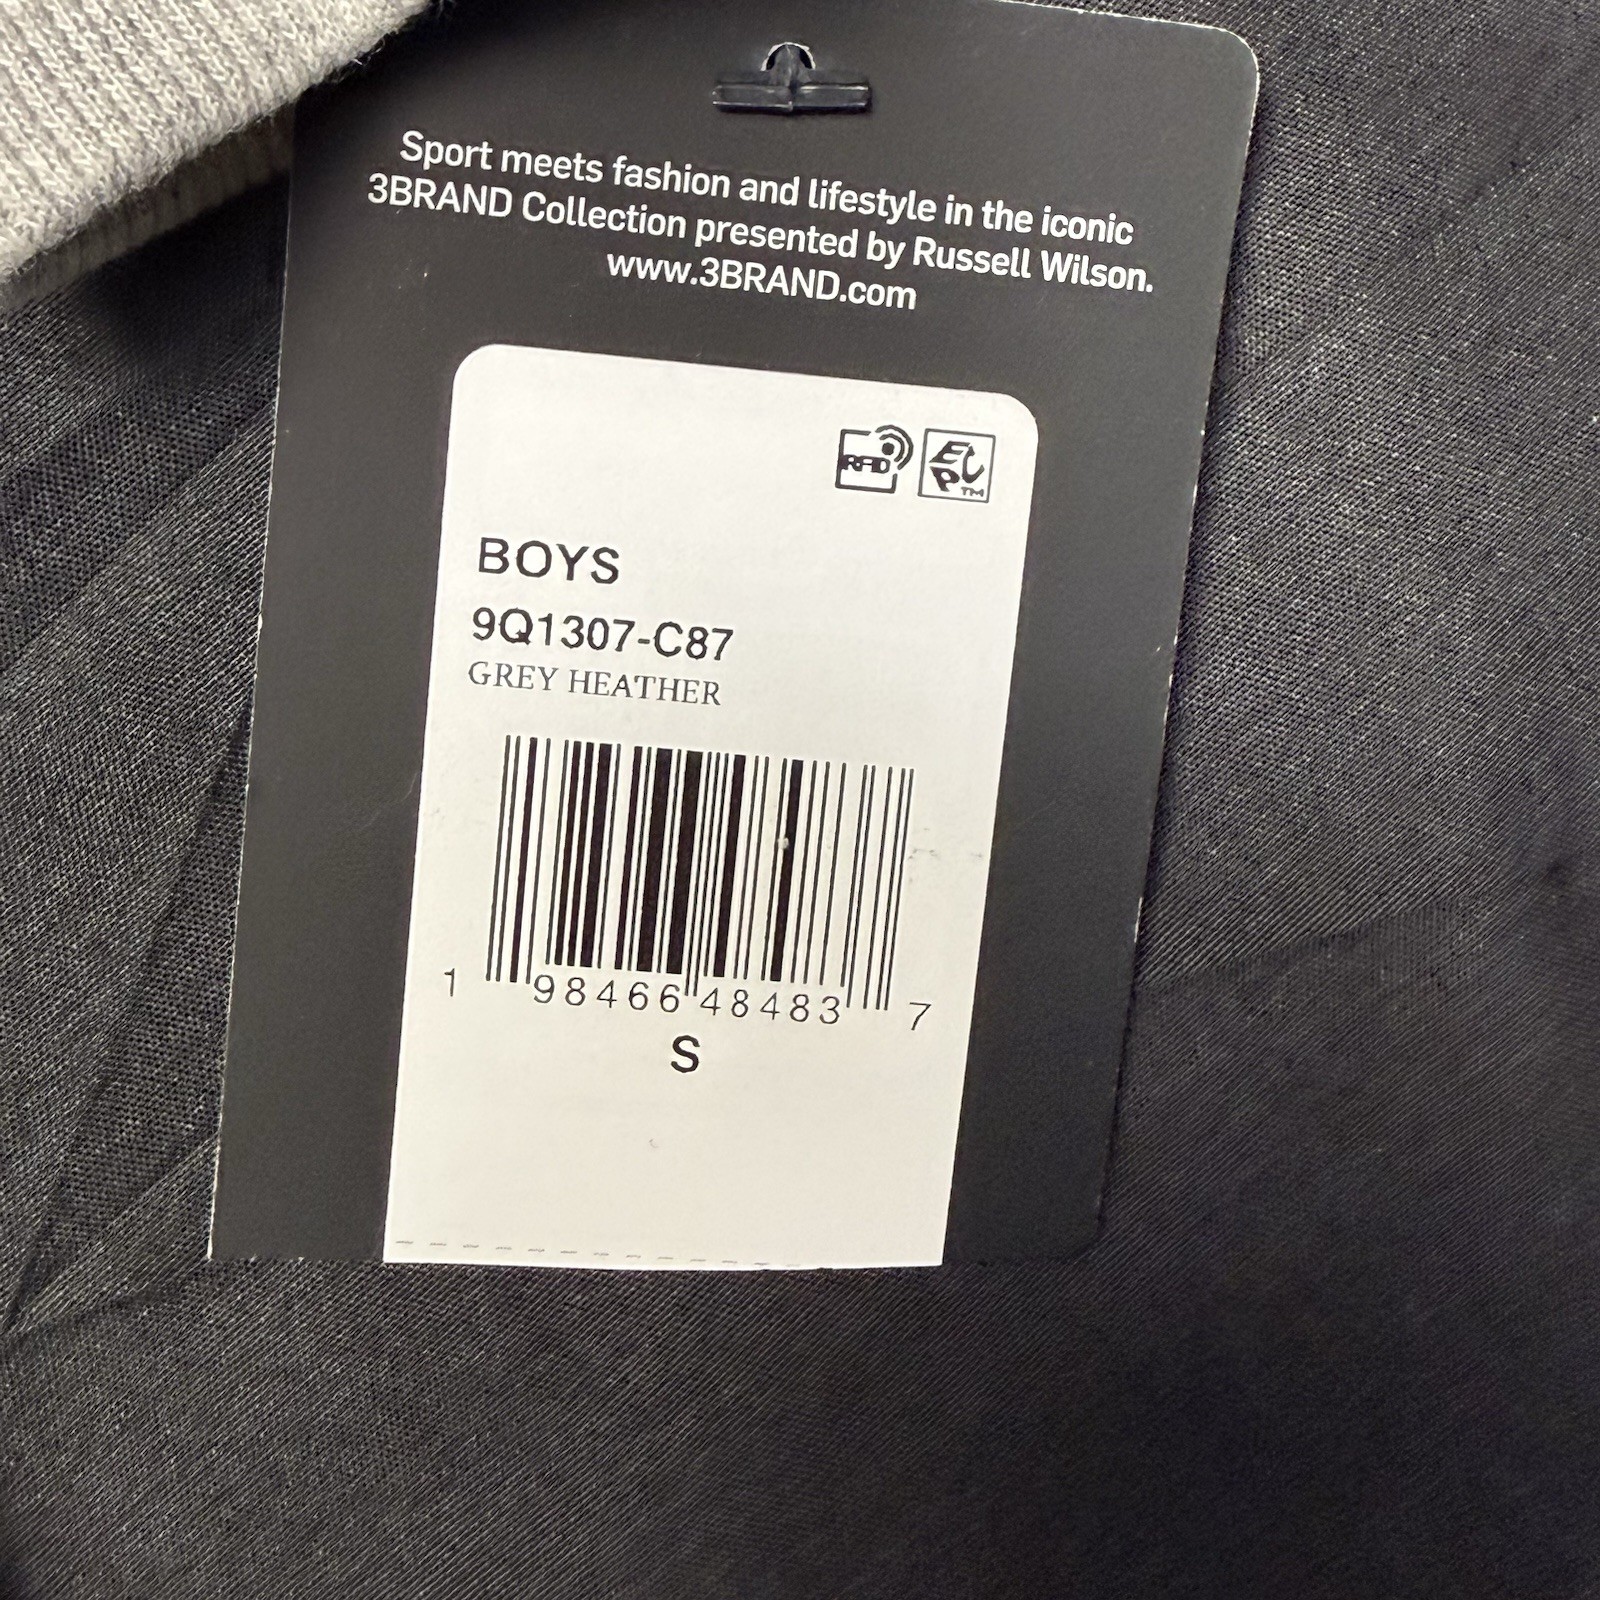 Sport meets fashion and lifestyle in the iconic
3BRAND Collection presented by Russell Wilson.
www.3BRAND.com
RFID
EPC™
BOYS
9Q1307-C87
GREY HEATHER
1 98466 48483 7
S